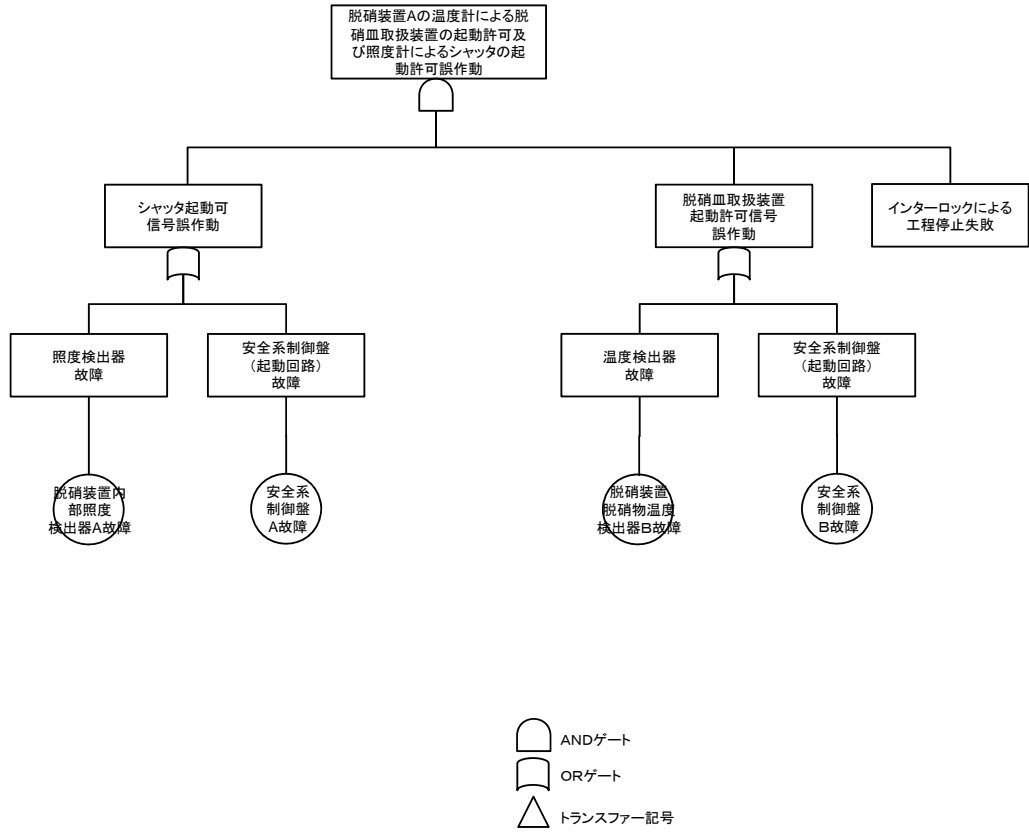 脱硝装置Aの温度計による脱
硝皿取扱装置の起動許可及
び照度計によるシャッタの起
動許可誤作動
シャッタ起動可
信号誤作動
脱硝皿取扱装置
起動許可信号
誤作動
インターロックによる
工程停止失敗
照度検出器
故障
安全系制御盤
（起動回路）
故障
温度検出器
故障
安全系制御盤
（起動回路）
故障
脱硝装置内
部照度
検出器A故障
安全系
制御盤
A故障
脱硝装置
脱硝物温度
検出器B故障
安全系
制御盤
B故障
ANDゲート
ORゲート
トランスファー記号